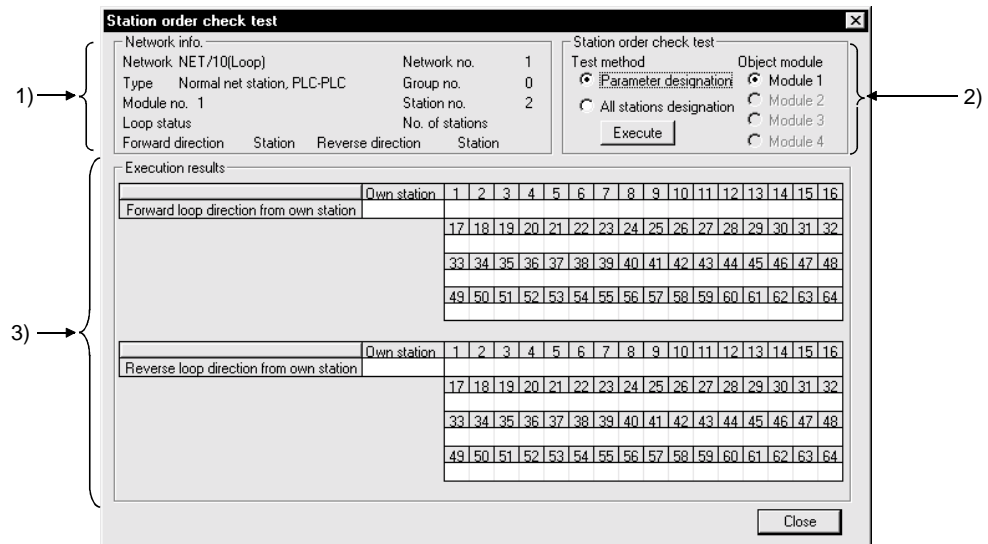 Station order check test
Network info.
Network NET/10(Loop) Network no. 1
Type Normal net station, PLC-PLC Group no. 0
Module no. 1 Station no. 2
Loop status No. of stations
Forward direction Station Reverse direction Station
Station order check test
Test method Object module
Parameter designation Module 1
All stations designation Module 2
Module 3
Execute
Module 4
1)
2)
3)
Execution results
Own station 1 2 3 4 5 6 7 8 9 10 11 12 13 14 15 16
Forward loop direction from own station
17 18 19 20 21 22 23 24 25 26 27 28 29 30 31 32
33 34 35 36 37 38 39 40 41 42 43 44 45 46 47 48
49 50 51 52 53 54 55 56 57 58 59 60 61 62 63 64
Own station 1 2 3 4 5 6 7 8 9 10 11 12 13 14 15 16
Reverse loop direction from own station
17 18 19 20 21 22 23 24 25 26 27 28 29 30 31 32
33 34 35 36 37 38 39 40 41 42 43 44 45 46 47 48
49 50 51 52 53 54 55 56 57 58 59 60 61 62 63 64
Close